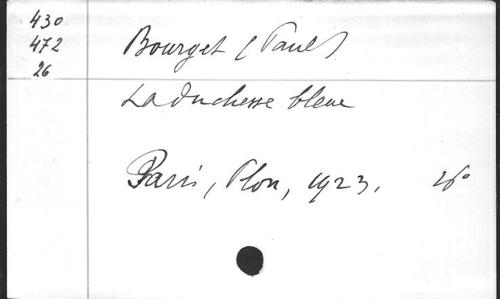 430
472
26
Bourget (Paul)
La duchesse bleue
Paris, Plon, 1923.